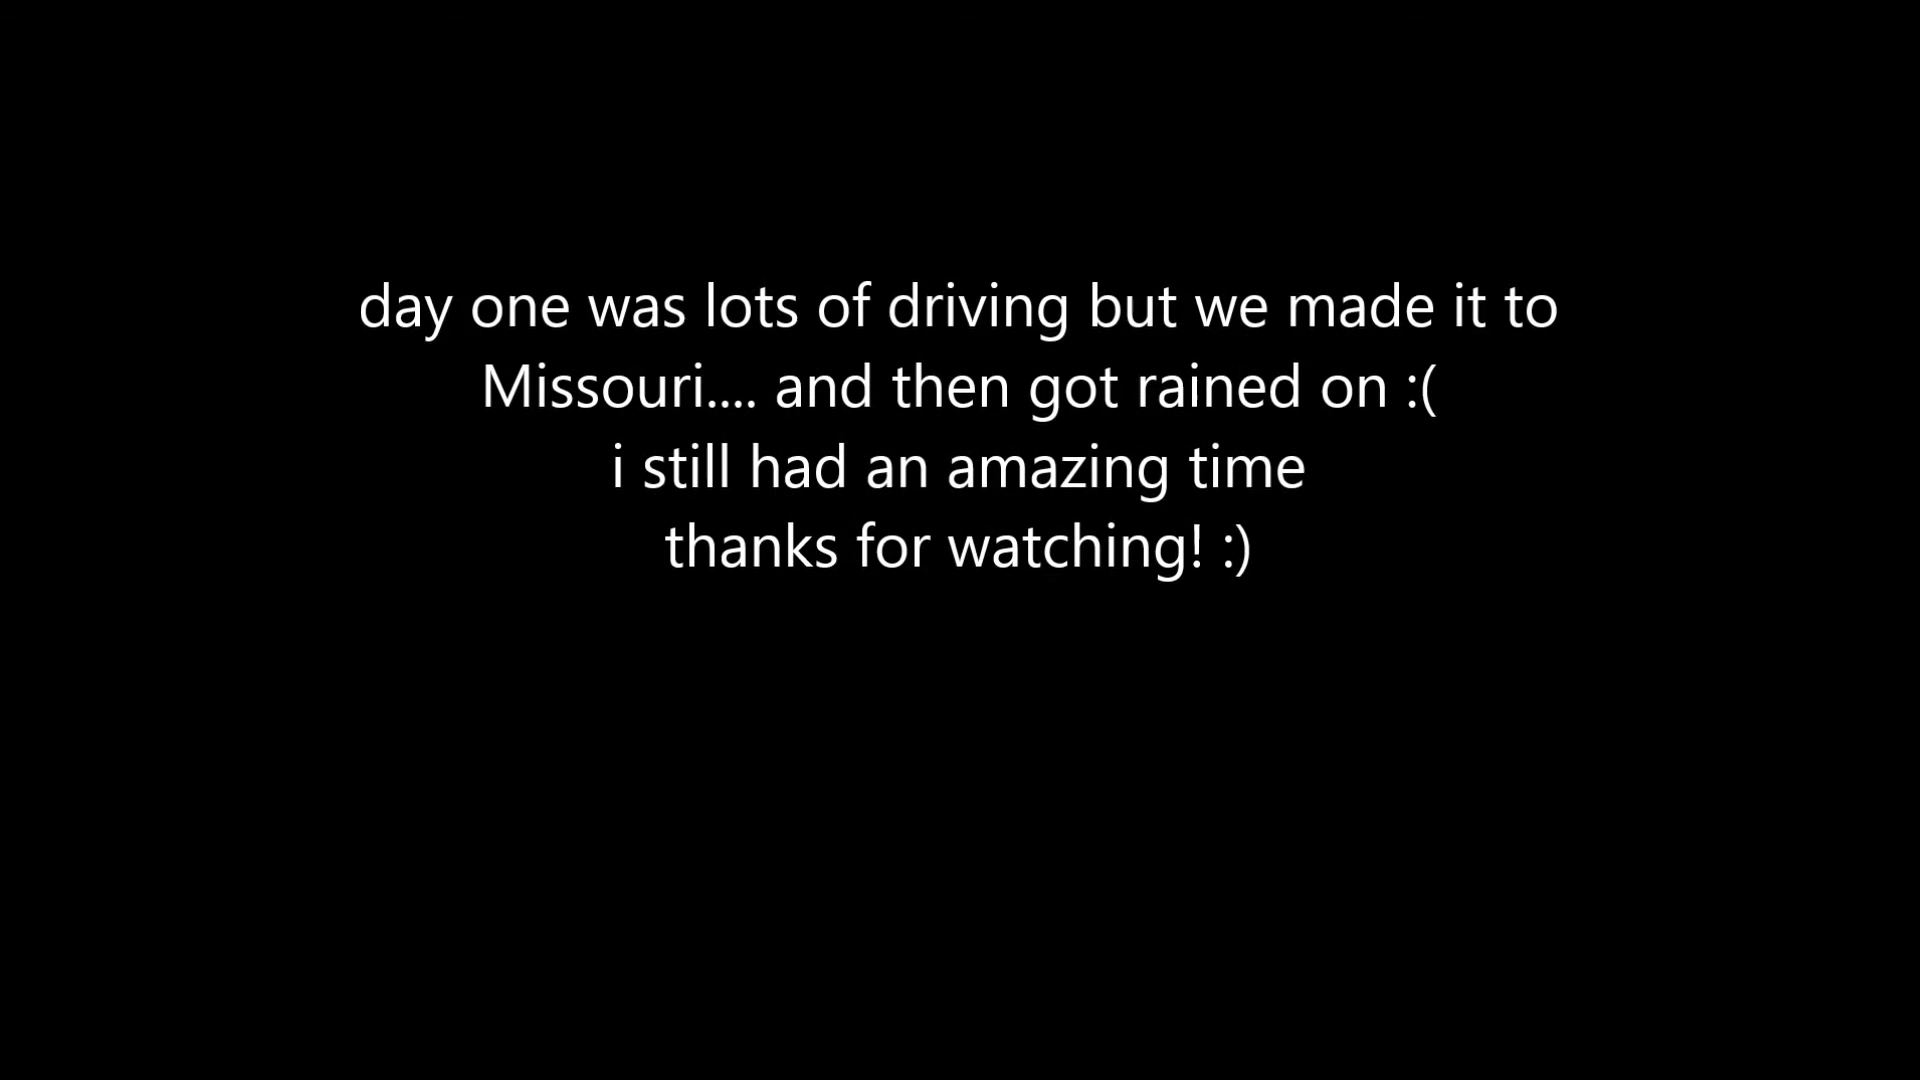 day one was lots of driving but we made it to
Missouri.... and then got rained on :(
i still had an amazing time
thanks for watching! :)